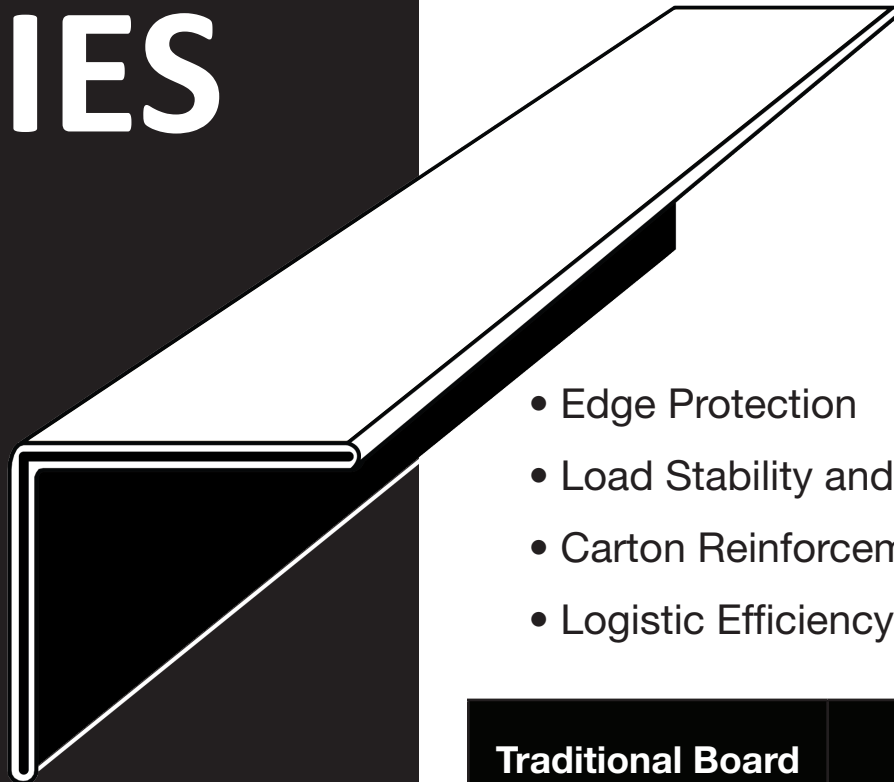 IES
• Edge Protection
• Load Stability and
• Carton
• Logistic Efficiency
Traditional Board